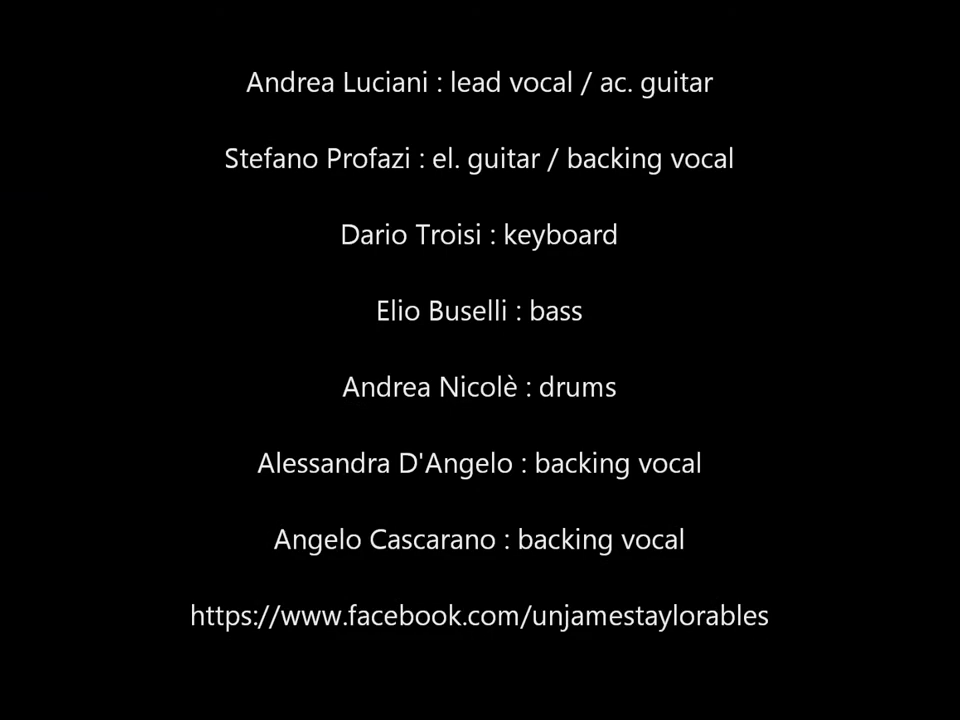 Andrea Luciani : lead vocal / ac. guitar
Stefano Profazi : el. guitar / backing vocal
Dario Troisi : keyboard
Elio Buselli : bass
Andrea Nicolè : drums
Alessandra D'Angelo : backing vocal
Angelo Cascarano : backing vocal
https://www.facebook.com/unjamestaylorables